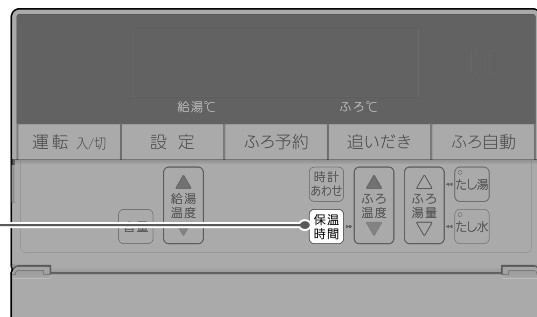 給湯℃ ふろ℃
運転 入/切 設定 ふろ予約 追いだき ふろ自動
給湯
温度
時計
あわせ
保温
時間
ふろ
温度
ふろ
湯量
たし湯
たし水